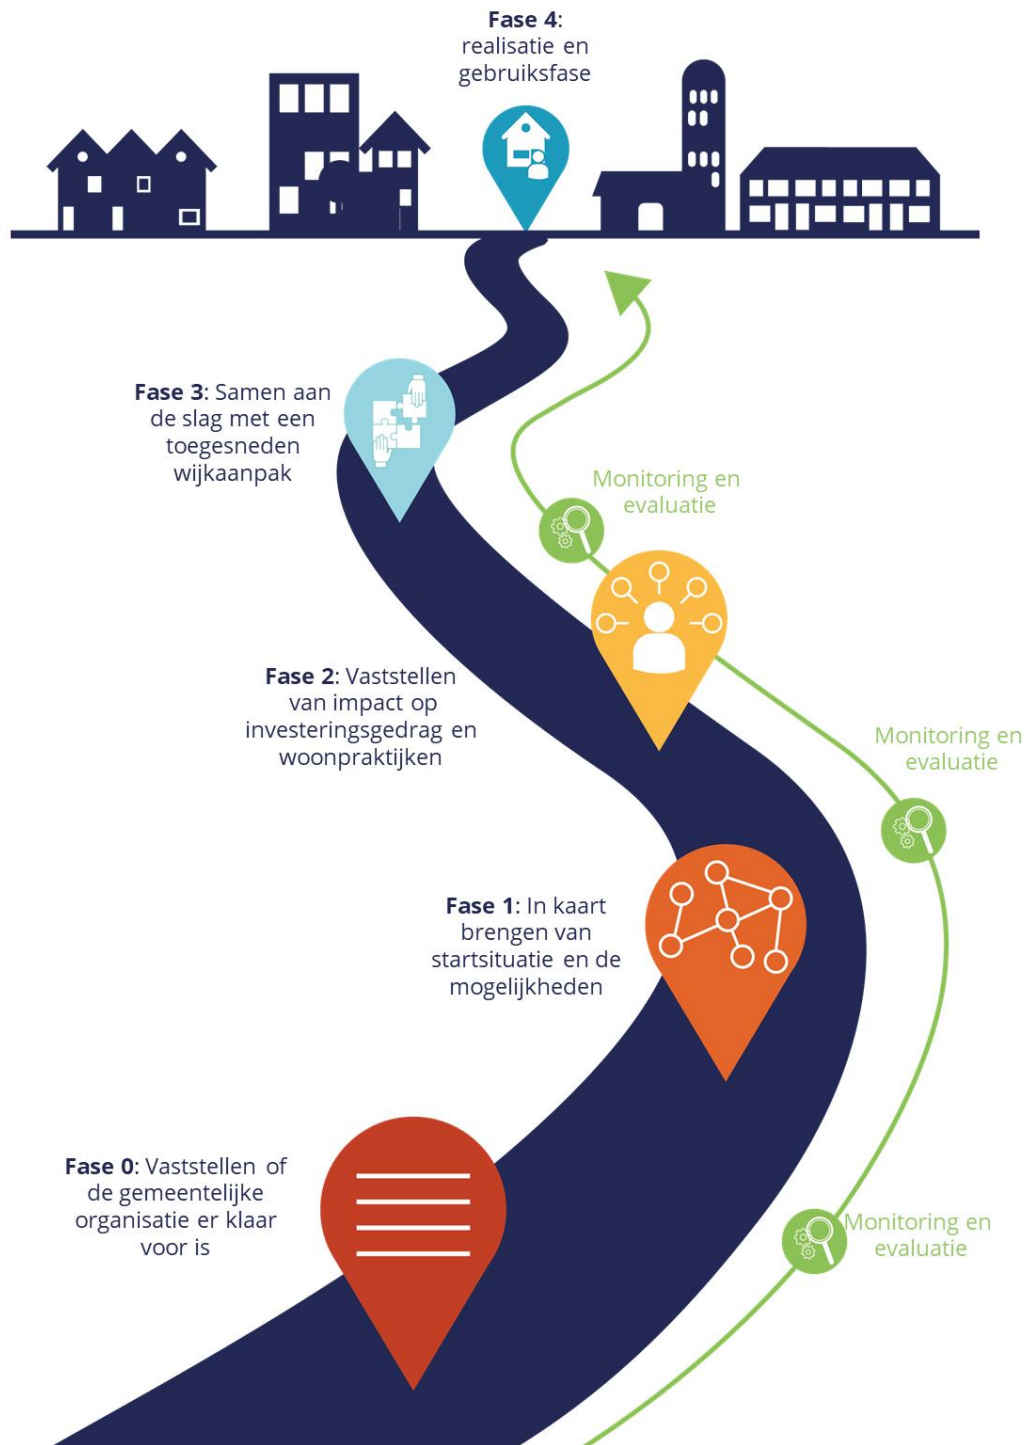 Fase 4:
realisatie en
gebruiksfase
Fase 3: Samen aan
de slag met een
toegesneden
wijkaanpak
Monitoring en
evaluatie
Fase 2: Vaststellen
van impact op
investeringsgedrag en
woonpraktijken
Monitoring en
evaluatie
Fase 1: In kaart
brengen van
startsituatie en de
mogelijkheden
Fase 0: Vaststellen of
de gemeentelijke
organisatie er klaar
voor is
Monitoring en
evaluatie